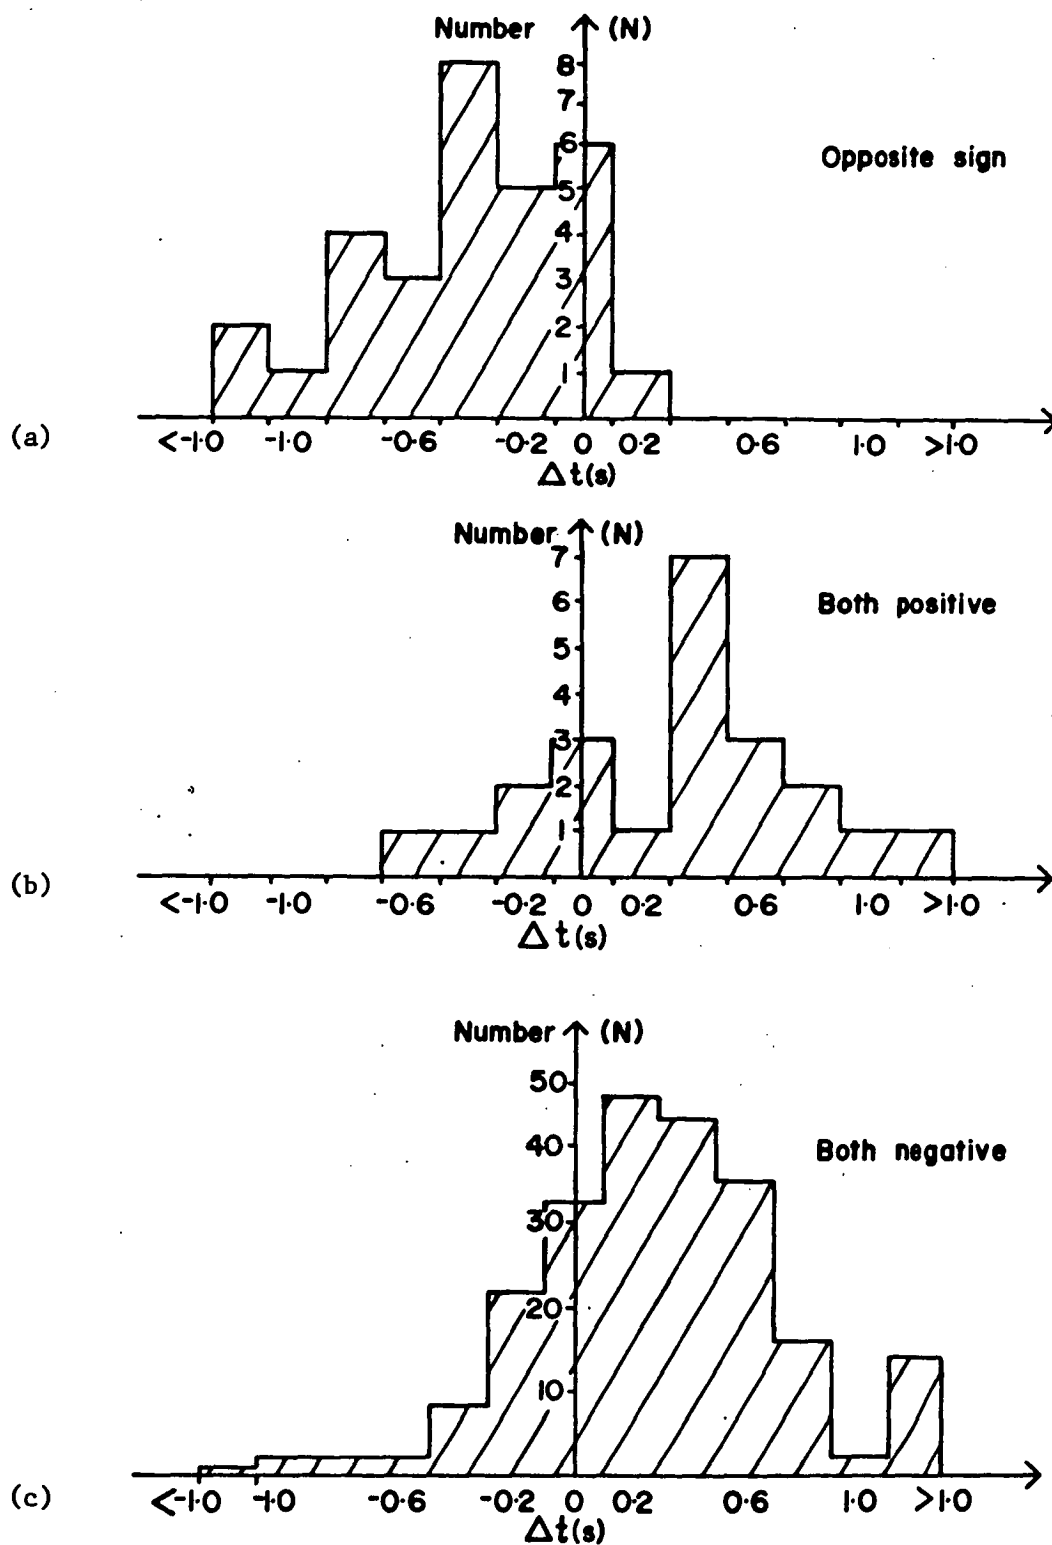 Number (N)
8
7
6
5
4
3
2
1
Opposite sign
(a)
<-1·0 -1·0 -0·6 -0·2 0 0·2 0·6 1·0 >1·0
Δt(s)
Number (N)
7
6
5
4
3
2
1
Both positive
(b)
<-1·0 -1·0 -0·6 -0·2 0 0·2 0·6 1·0 >1·0
Δt(s)
Number (N)
50
40
30
20
10
Both negative
(c)
<-1·0 -1·0 -0·6 -0·2 0 0·2 0·6 1·0 >1·0
Δt(s)